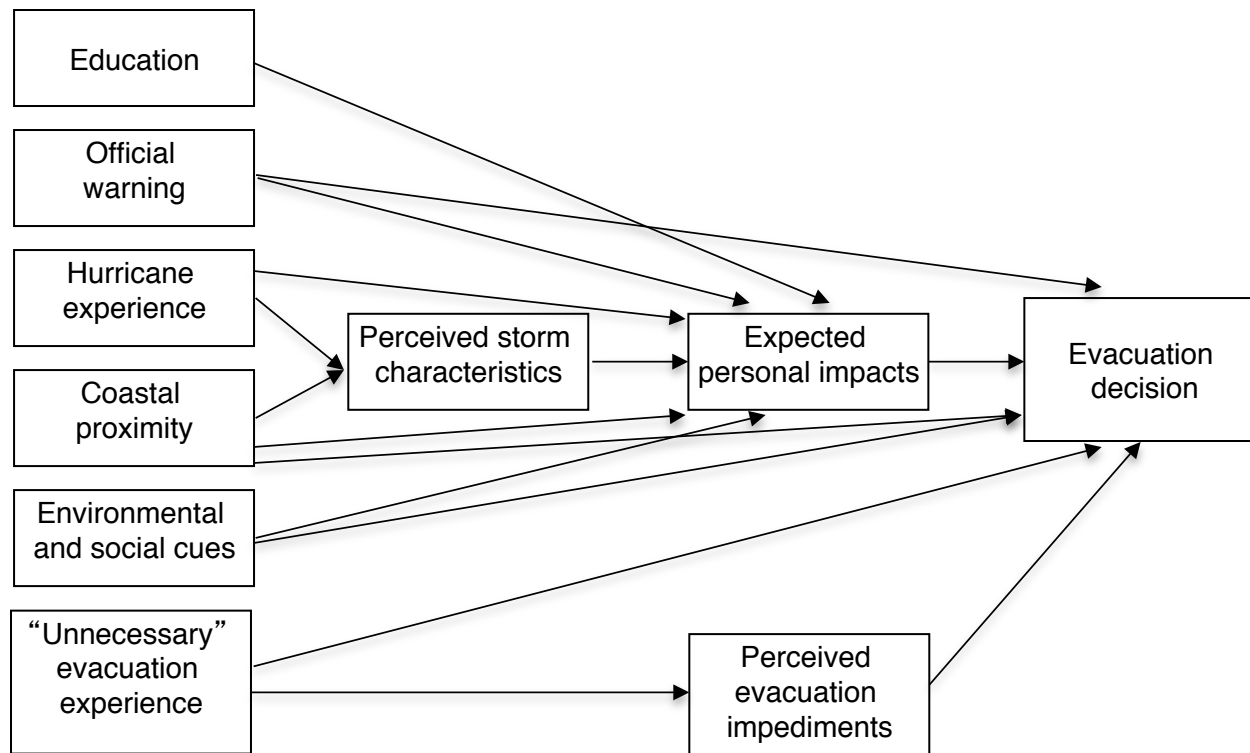 Education
Official
warning
Hurricane
experience
Perceived storm
characteristics
Expected
personal impacts
Evacuation
decision
Coastal
proximity
Environmental
and social cues
“Unnecessary”
evacuation
experience
Perceived
evacuation
impediments